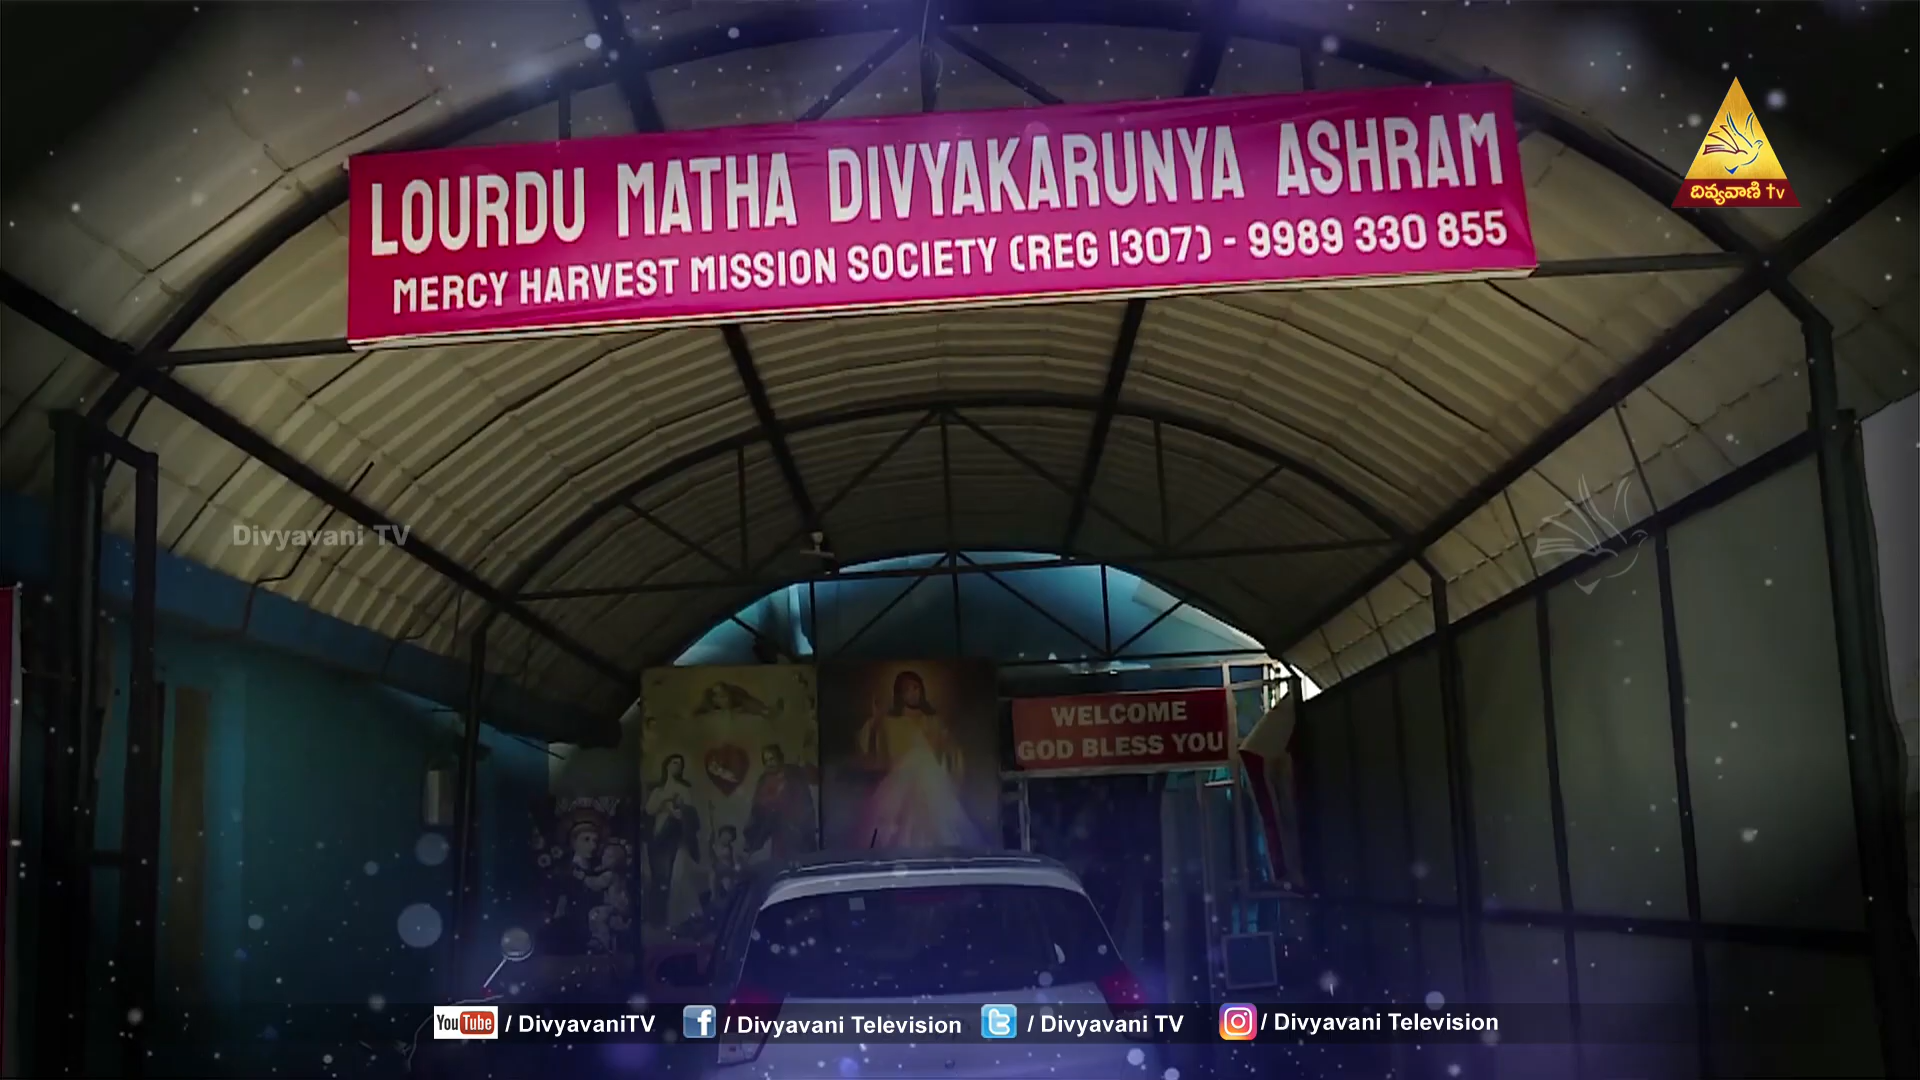 LOURDU MATHA DIVYAKARUNYA ASHRAM
MERCY HARVEST MISSION SOCIETY (REG 1307) - 9989 330 855
దివ్యవాణి tv
Divyavani TV
WELCOME
GOD BLESS YOU
YouTube / DivyavaniTV f / Divyavani Television / Divyavani TV / Divyavani Television